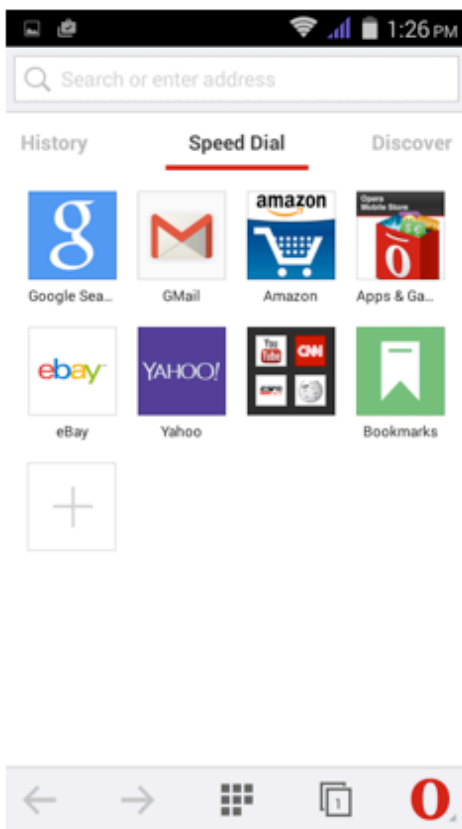 1:26 PM
Search or enter address
History Speed Dial Discover
8
amazon
Opera
Mobile Store
Google Sea... GMail Amazon Apps & Ga...
ebay YAHOO! You Tube CNN
ESPN
eBay Yahoo Bookmarks
1